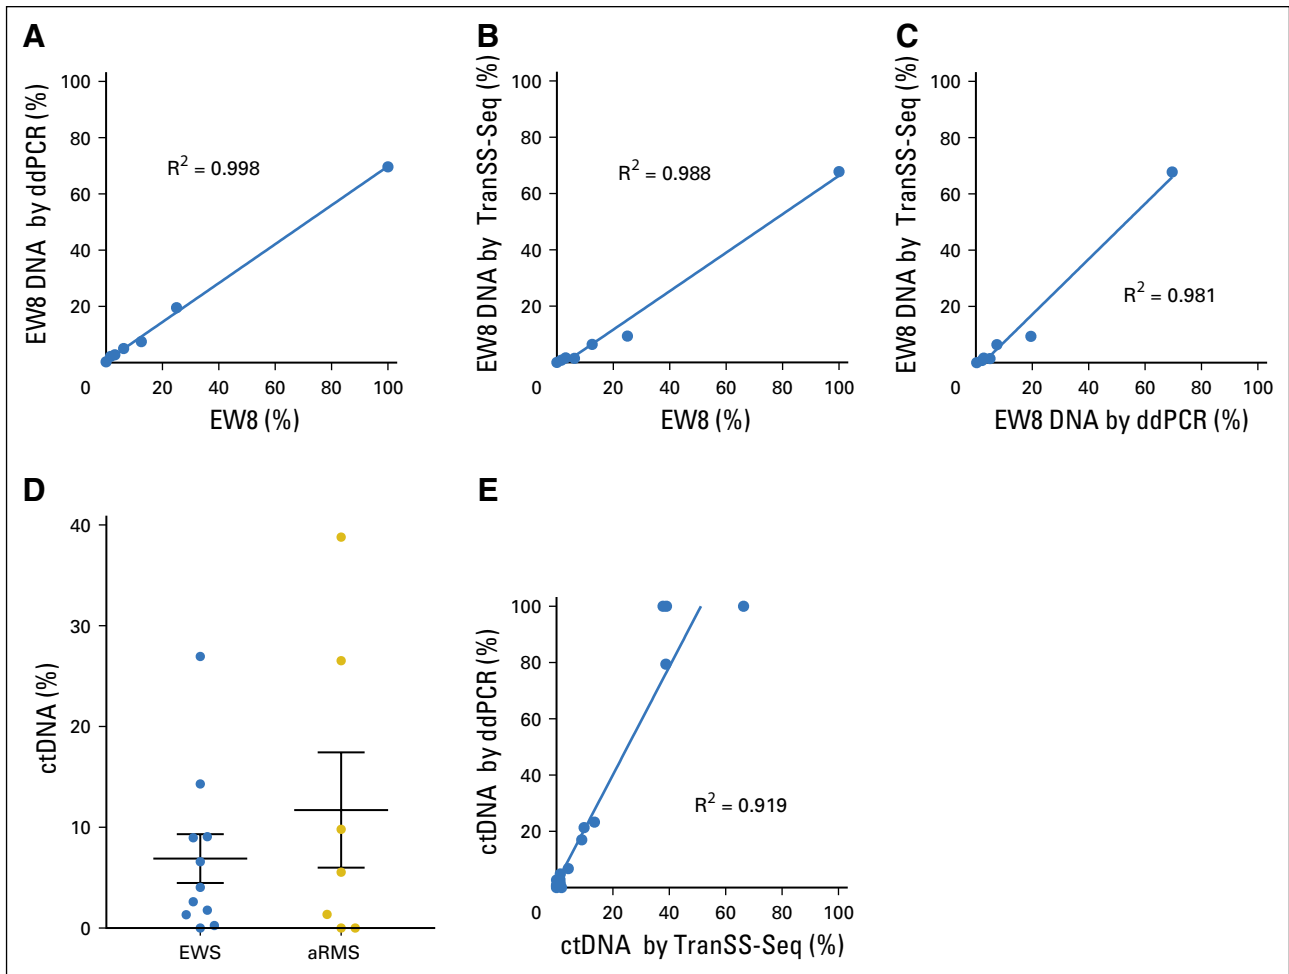 A
EW8 DNA by ddPCR (%)
100
80
60
40
20
0
20
40
60
80
100
R2 = 0.998
EW8 (%)
B
EW8 DNA by TranSS-Seq (%)
100
80
60
40
20
0
20
40
60
80
100
R2 = 0.988
EW8 (%)
C
EW8 DNA by TranSS-Seq (%)
100
80
60
40
20
0
20
40
60
80
100
R2 = 0.981
EW8 DNA by ddPCR (%)
D
ctDNA (%)
40
30
20
10
0
EWS
aRMS
E
ctDNA by ddPCR (%)
100
80
60
40
20
0
20
40
60
80
100
R2 = 0.919
ctDNA by TranSS-Seq (%)